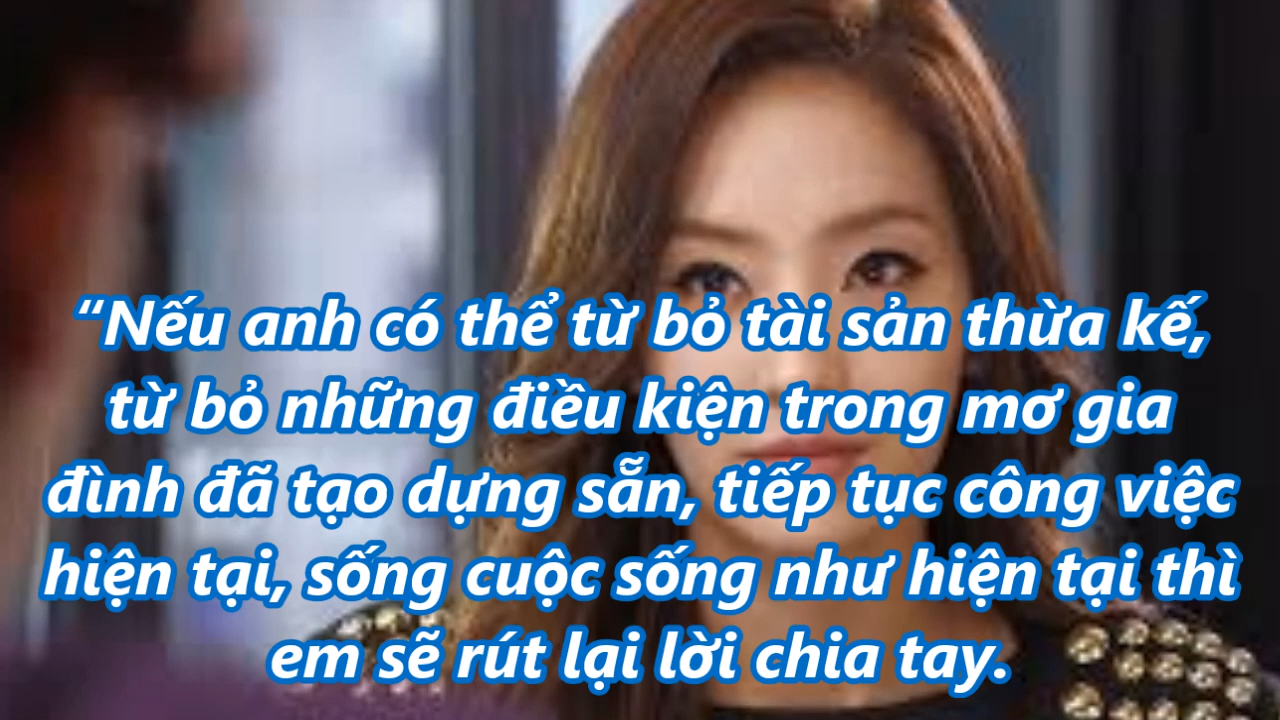 “Nếu anh có thể từ bỏ tài sản thừa kế,
từ bỏ những điều kiện trong mơ gia
đình đã tạo dựng sẵn, tiếp tục công việc
hiện tại, sống cuộc sống như hiện tại thì
em sẽ rút lại lời chia tay.